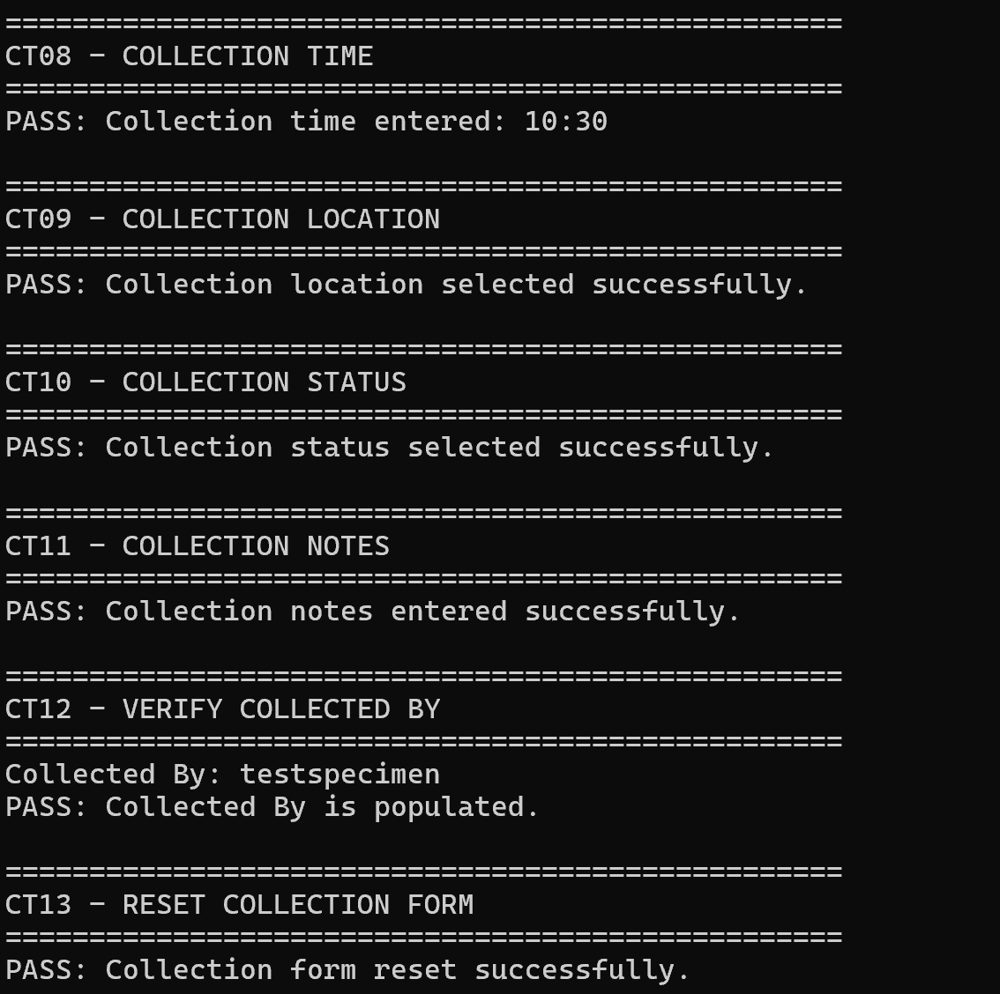 ==================================================
CT08 - COLLECTION TIME
==================================================
PASS: Collection time entered: 10:30

==================================================
CT09 - COLLECTION LOCATION
==================================================
PASS: Collection location selected successfully.

==================================================
CT10 - COLLECTION STATUS
==================================================
PASS: Collection status selected successfully.

==================================================
CT11 - COLLECTION NOTES
==================================================
PASS: Collection notes entered successfully.

==================================================
CT12 - VERIFY COLLECTED BY
==================================================
Collected By: testspecimen
PASS: Collected By is populated.

==================================================
CT13 - RESET COLLECTION FORM
==================================================
PASS: Collection form reset successfully.